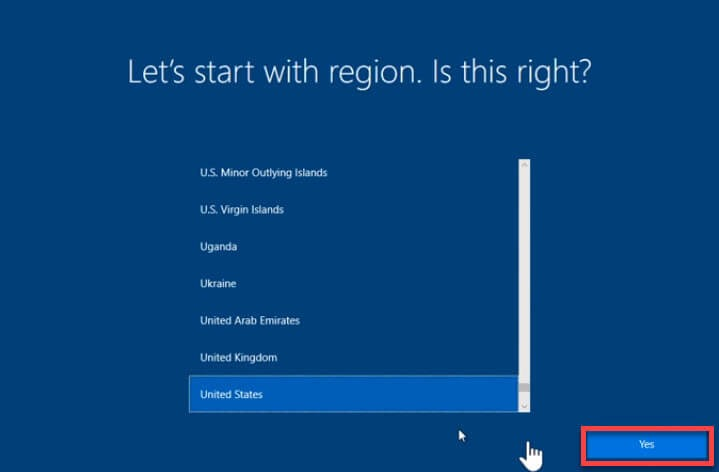 Let's start with region. Is this right?
U.S. Minor Outlying Islands
U.S. Virgin Islands
Uganda
Ukraine
United Arab Emirates
United Kingdom
United States
Yes